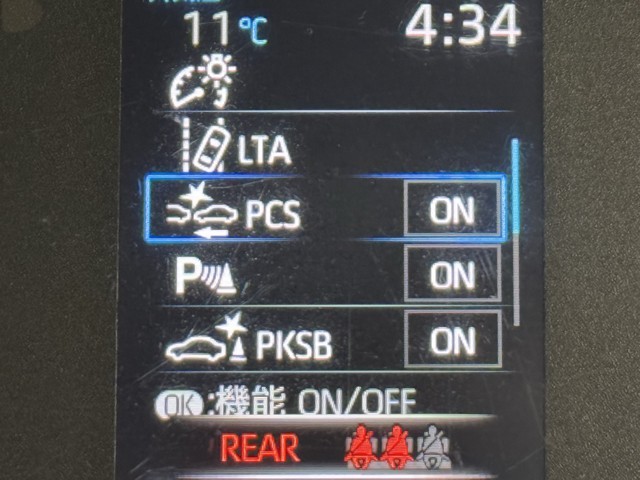 11 °C 4:34
LTA
PCS ON
P ON
PKSB ON
OK :機能 ON/OFF
REAR